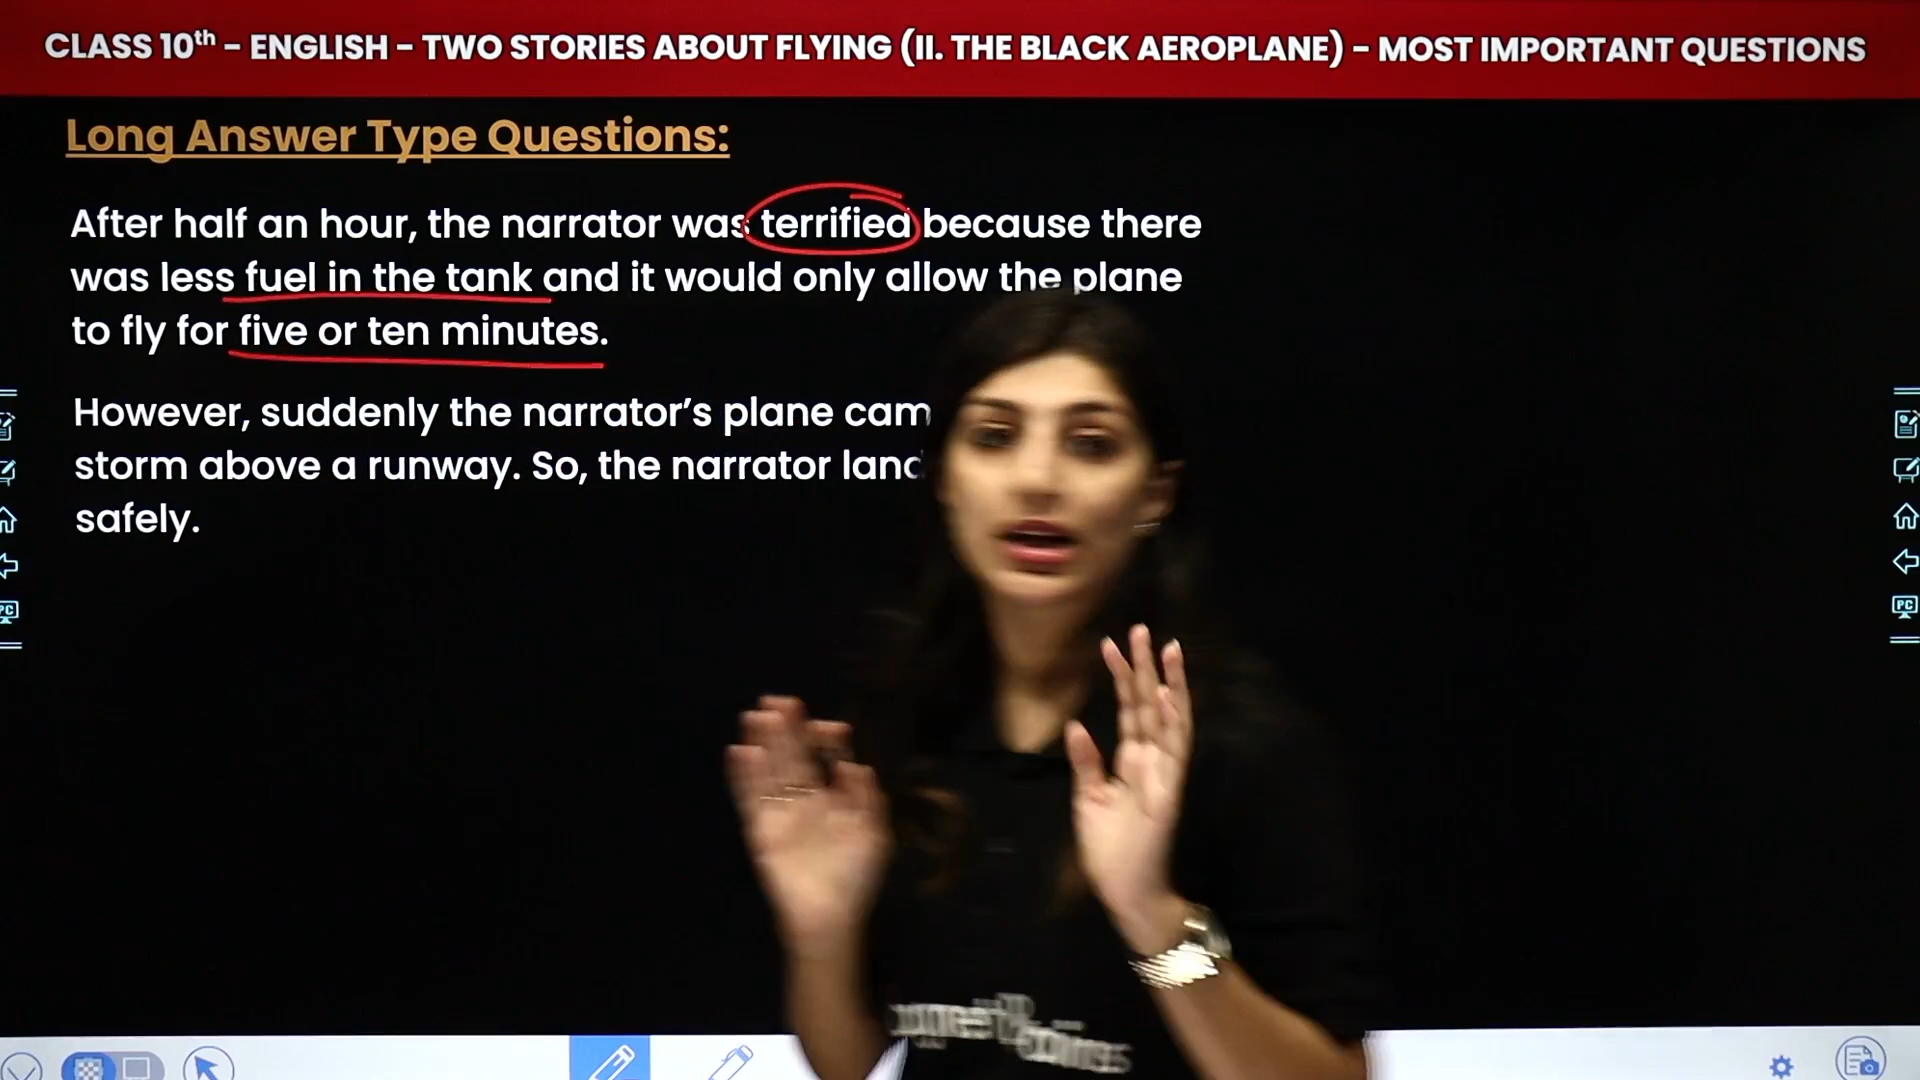 CLASS 10th - ENGLISH - TWO STORIES ABOUT FLYING (II. THE BLACK AEROPLANE) - MOST IMPORTANT QUESTIONS
Long Answer Type Questions:
After half an hour, the narrator was terrified because there
was less fuel in the tank and it would only allow the plane
to fly for five or ten minutes.
However, suddenly the narrator's plane cam
storm above a runway. So, the narrator land
safely.
PC
PC